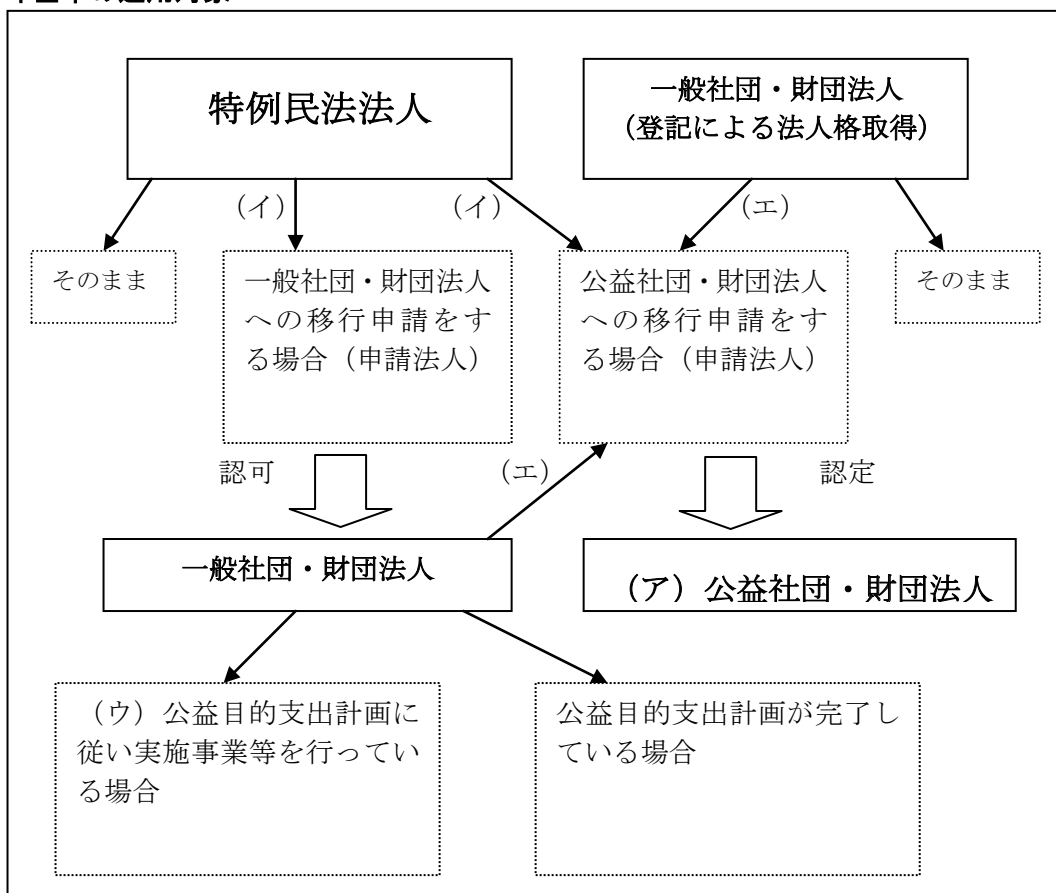 特例民法法人
一般社団・財団法人
(登記による法人格取得)
(イ)
(イ)
(エ)
そのまま
一般社団・財団法人
への移行申請をす
る場合(申請法人)
公益社団・財団法人
への移行申請をす
る場合(申請法人)
そのまま
認可
(エ)
認定
一般社団・財団法人
(ア)公益社団・財団法人
(ウ)公益目的支出計画に
従い実施事業等を行ってい
る場合
公益目的支出計画が完了し
ている場合